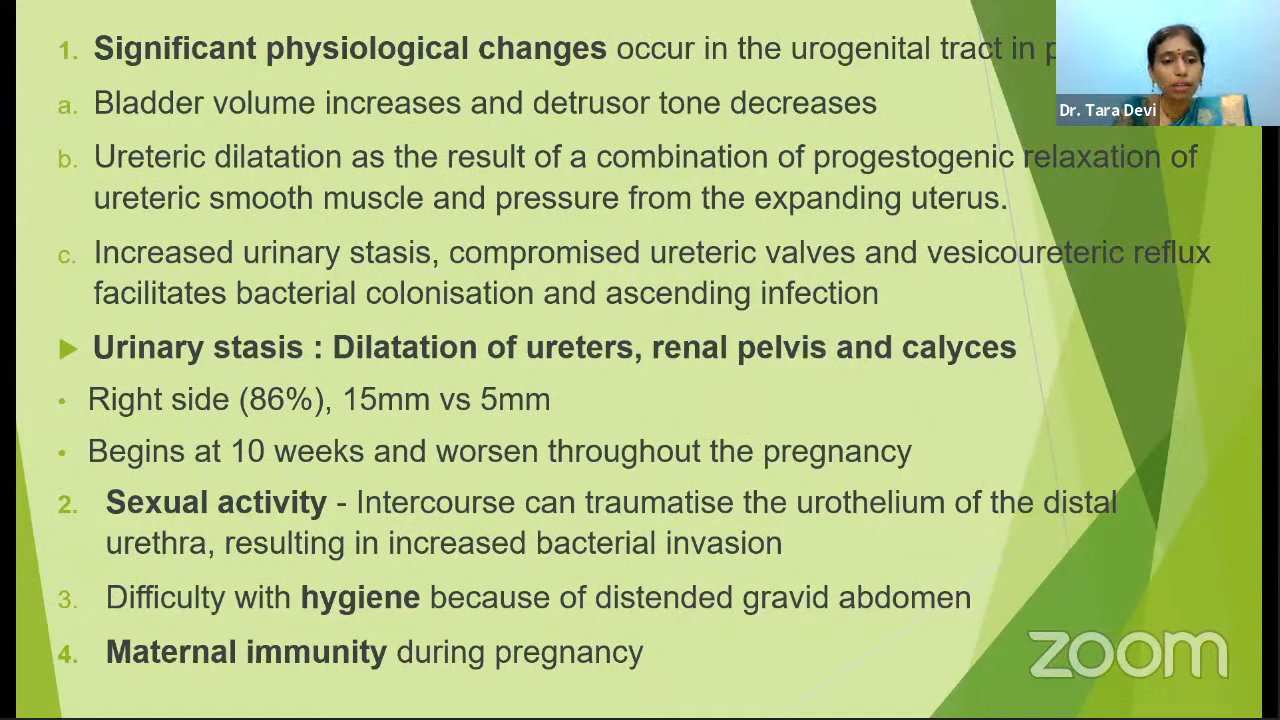 1. Significant physiological changes occur in the urogenital tract in
Dr. Tara Devi
a. Bladder volume increases and detrusor tone decreases
b. Ureteric dilatation as the result of a combination of progestogenic relaxation of
ureteric smooth muscle and pressure from the expanding uterus.
c. Increased urinary stasis, compromised ureteric valves and vesicoureteric reflux
facilitates bacterial colonisation and ascending infection
▶ Urinary stasis : Dilatation of ureters, renal pelvis and calyces
• Right side (86%), 15mm vs 5mm
• Begins at 10 weeks and worsen throughout the pregnancy
2. Sexual activity - Intercourse can traumatise the urothelium of the distal
urethra, resulting in increased bacterial invasion
3. Difficulty with hygiene because of distended gravid abdomen
4. Maternal immunity during pregnancy
zoom